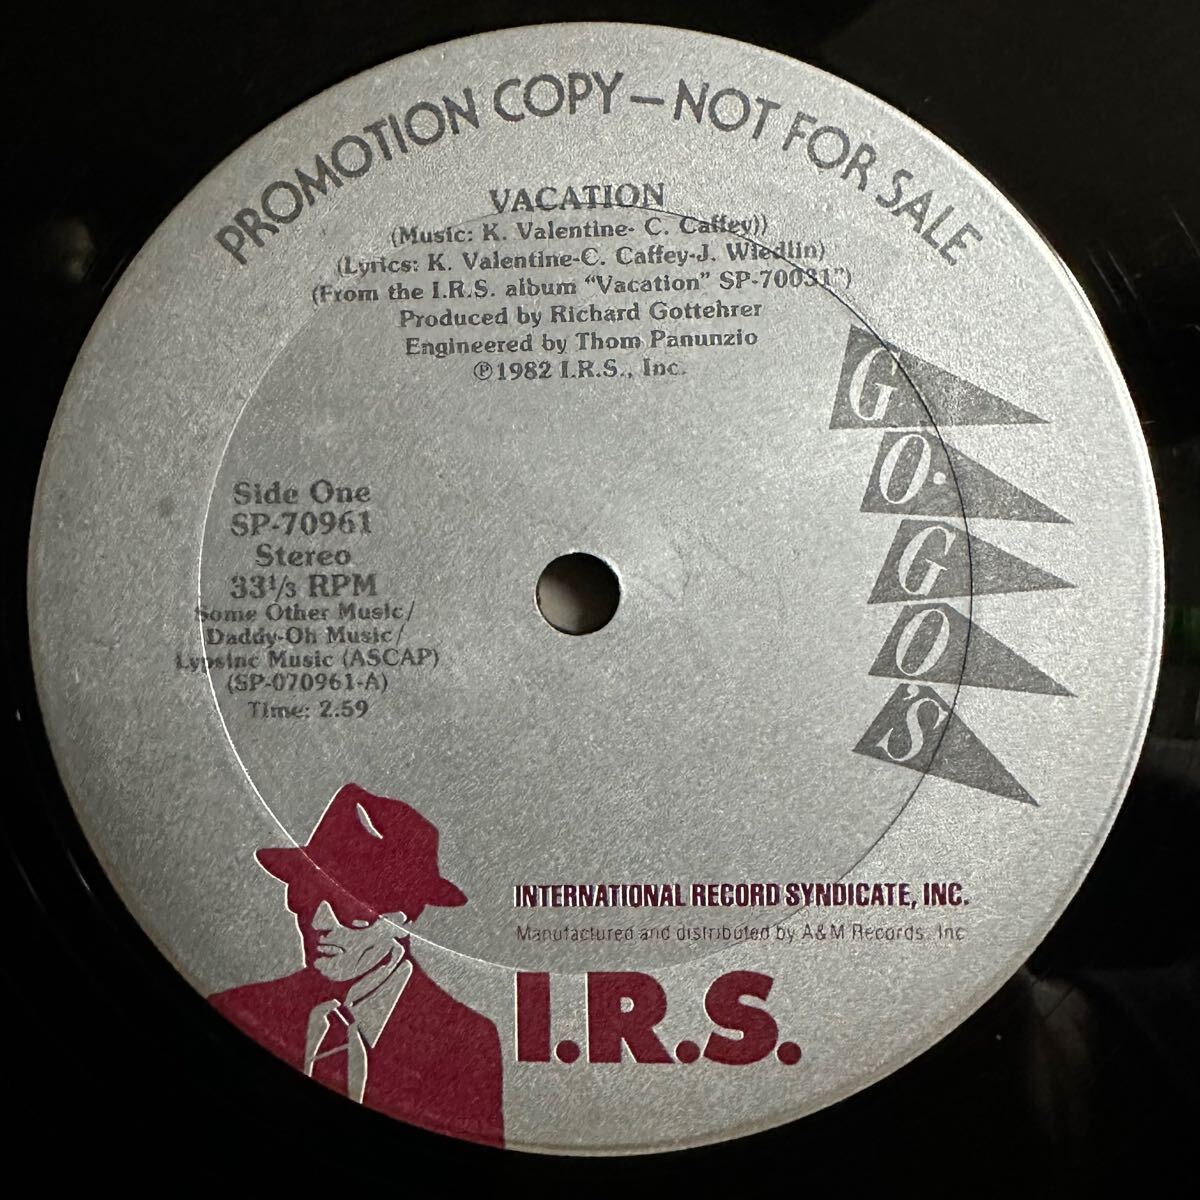 PROMOTION COPY – NOT FOR SALE
VACATION
(Music: K. Valentine- C. Caffey))
(Lyrics: K. Valentine-C. Caffey-J. Wiedlin)
(From the I.R.S. album “Vacation” SP-70031”)
Produced by Richard Gottehrer
Engineered by Thom Panunzio
℗1982 I.R.S., Inc.
GO·GO'S
Side One
SP-70961
Stereo
33⅓ RPM
Some Other Music/
Daddy-Oh Music/
Lypsinc Music (ASCAP)
(SP-070961-A)
Time: 2.59
INTERNATIONAL RECORD SYNDICATE, INC.
Manufactured and distributed by A&M Records, Inc
I.R.S.